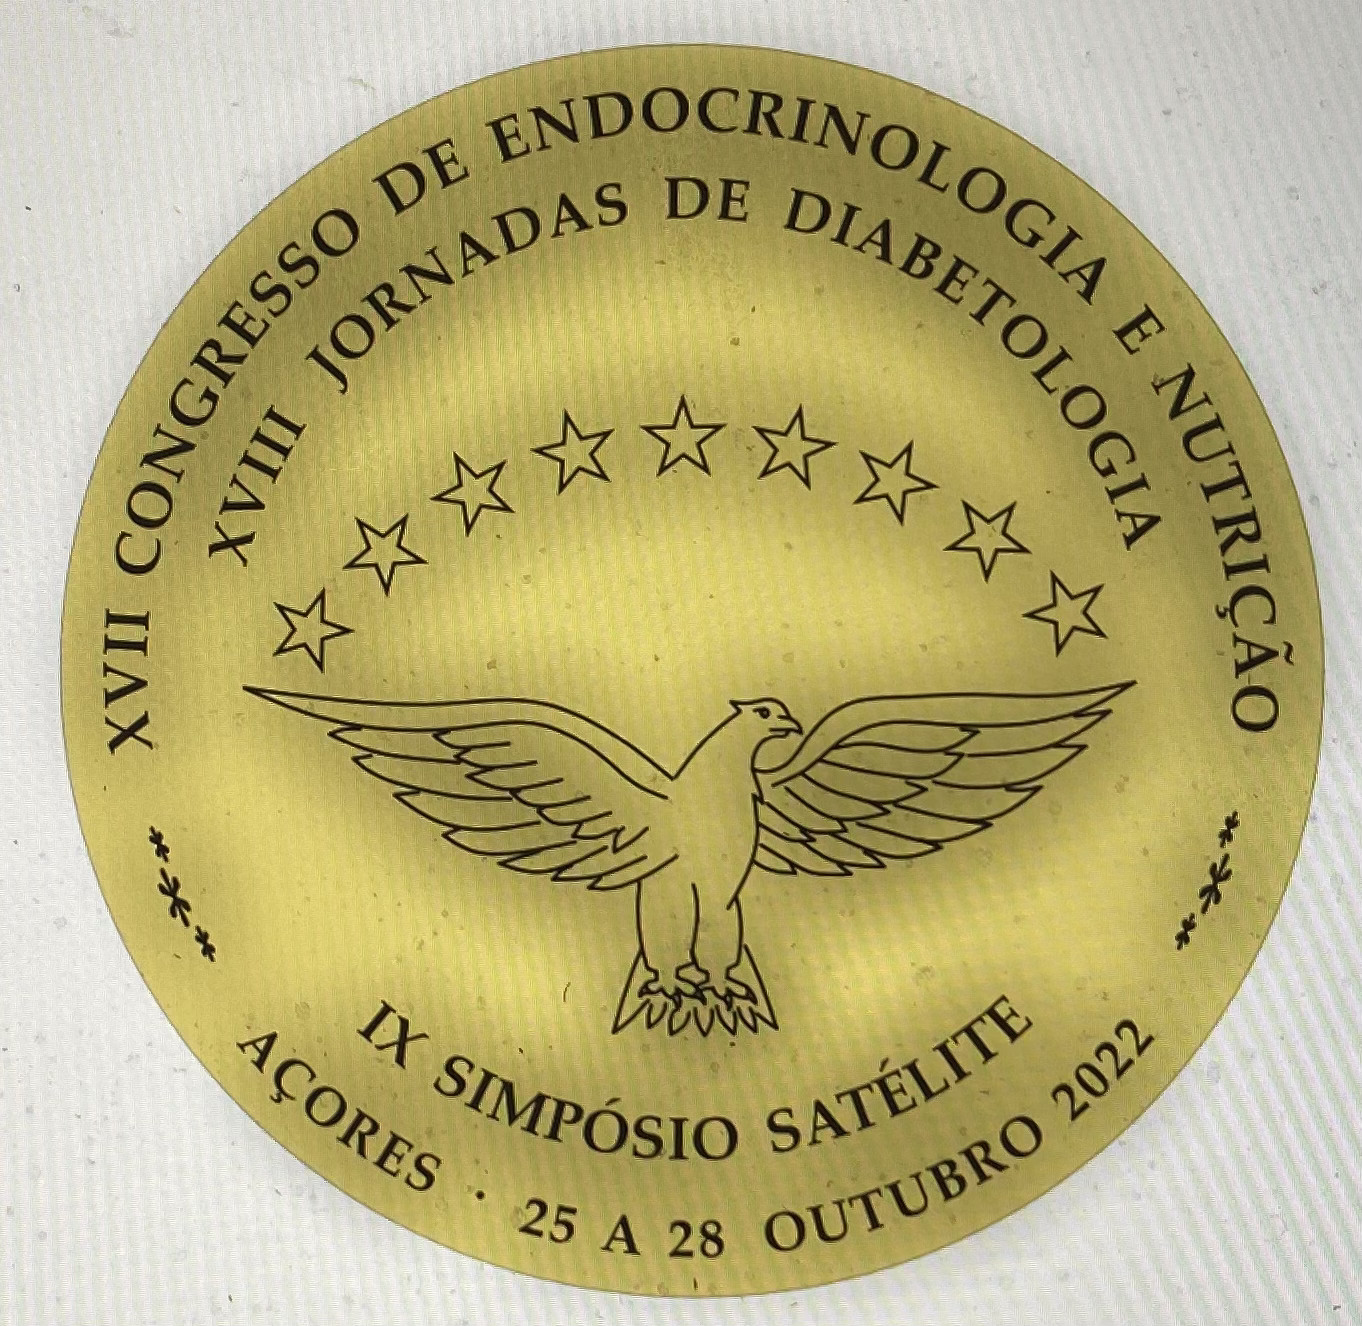 XVII CONGRESSO DE ENDOCRINOLOGIA E NUTRIÇÃO
XVIII JORNADAS DE DIABETOLOGIA
IX SIMPÓSIO SATÉLITE
AÇORES · 25 A 28 OUTUBRO 2022